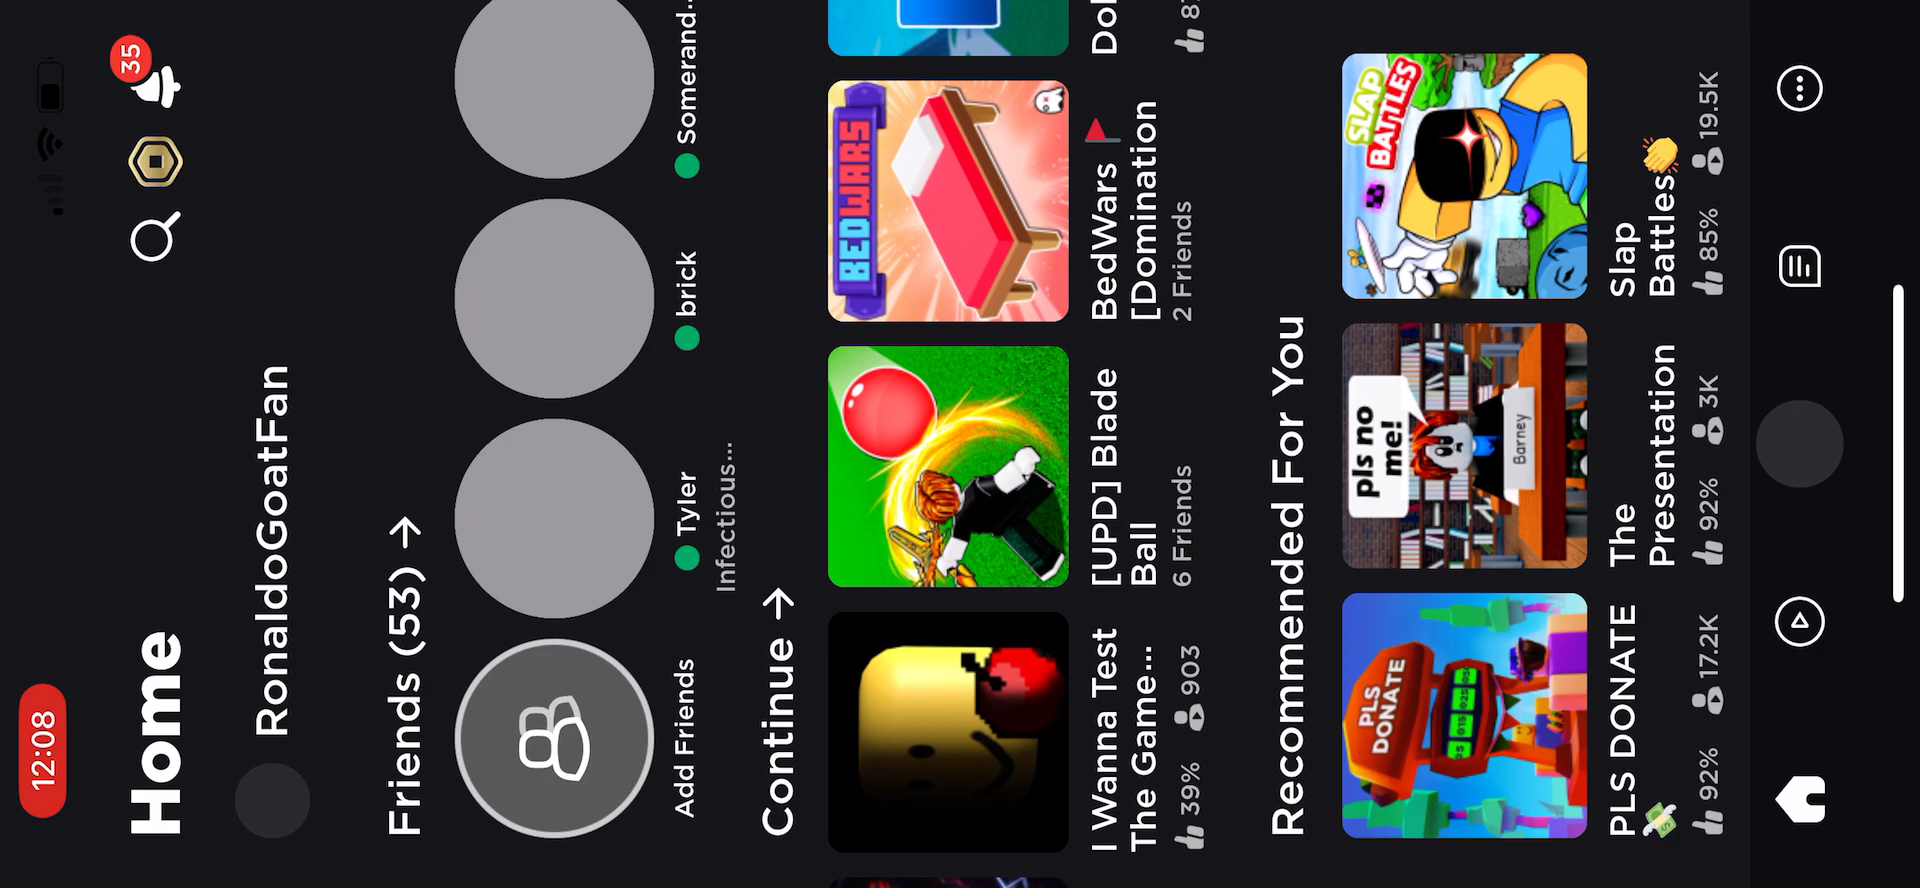 12:08
Home
35
RonaldoGoatFan
Friends (53) →
Add Friends
Tyler
Infectious...
brick
Somerand...
Continue →
BEDWARS
I Wanna Test
The Game...
39% 903
[UPD] Blade
Ball
6 Friends
BedWars 🚩
[Domination
2 Friends
Recommended For You
PLS
DONATE
pls no
me!
Barney
SLAP
BATTLES
PLS DONATE
💸
92% 17.2K
The
Presentation
92% 3K
Slap
Battles👏
85% 19.5K